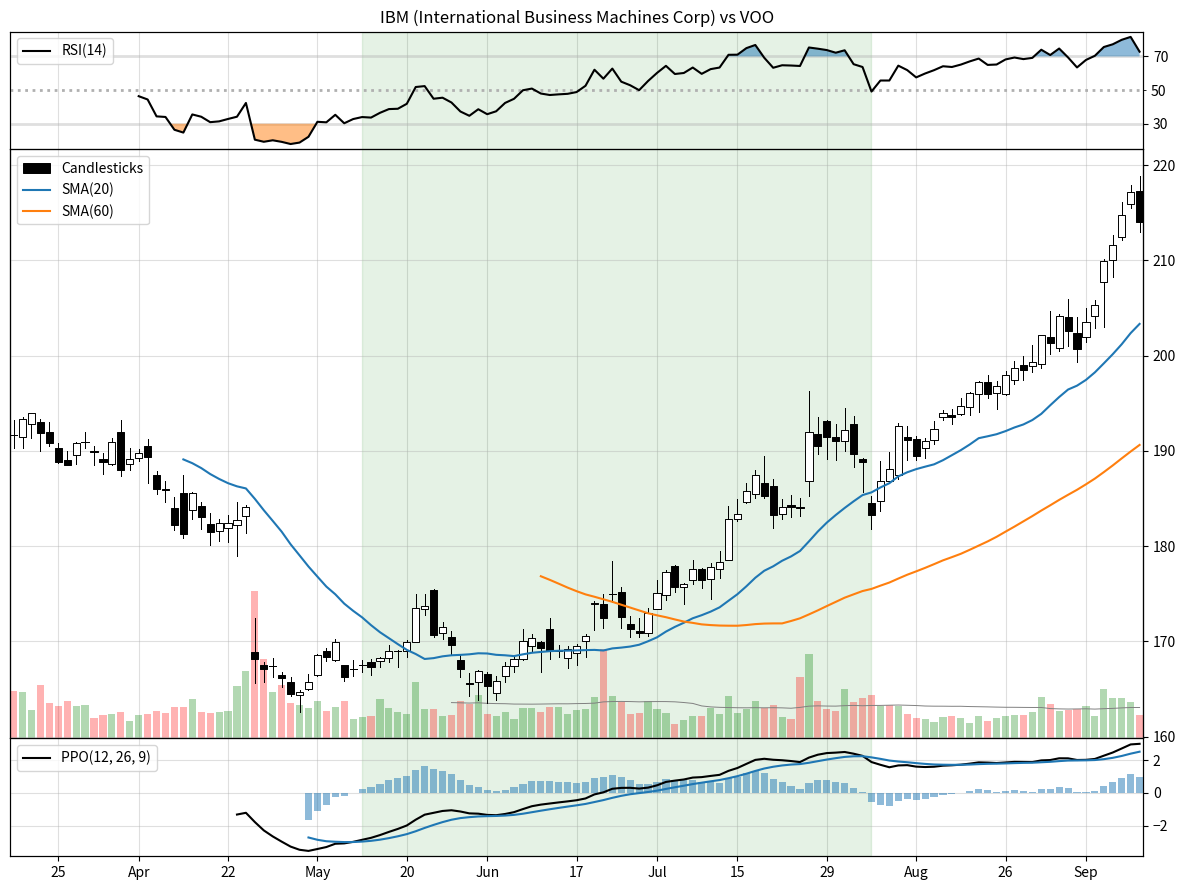 IBM (International Business Machines Corp) vs VOO
RSI(14)
70
50
30
Candlesticks
SMA(20)
SMA(60)
220
210
200
190
180
170
160
PPO(12, 26, 9)
2
0
−2
25 Apr 22 May 20 Jun 17 Jul 15 29 Aug 26 Sep